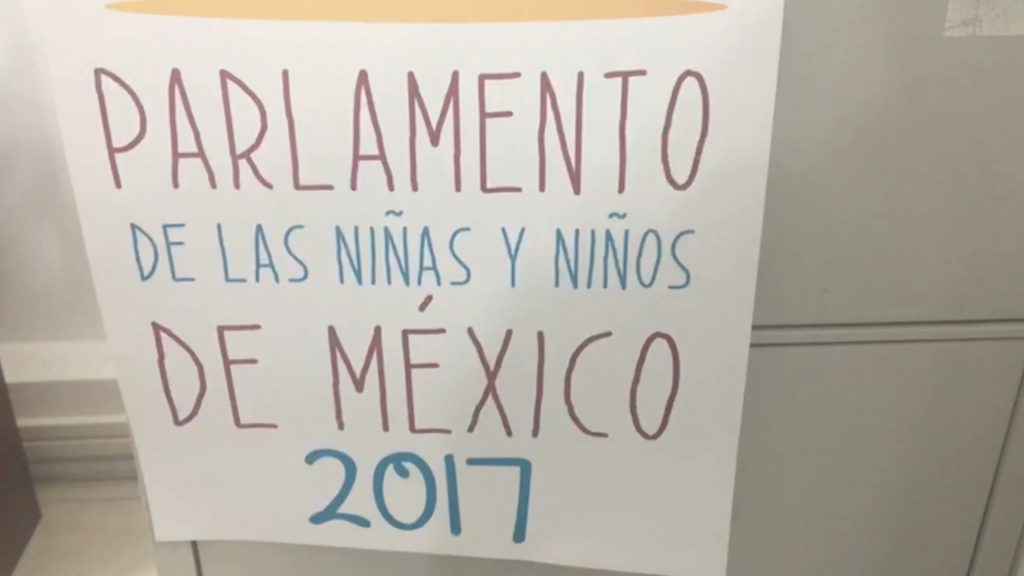 PARLAMENTO
DE LAS NIÑAS Y NIÑOS
DE MÉXICO
2017